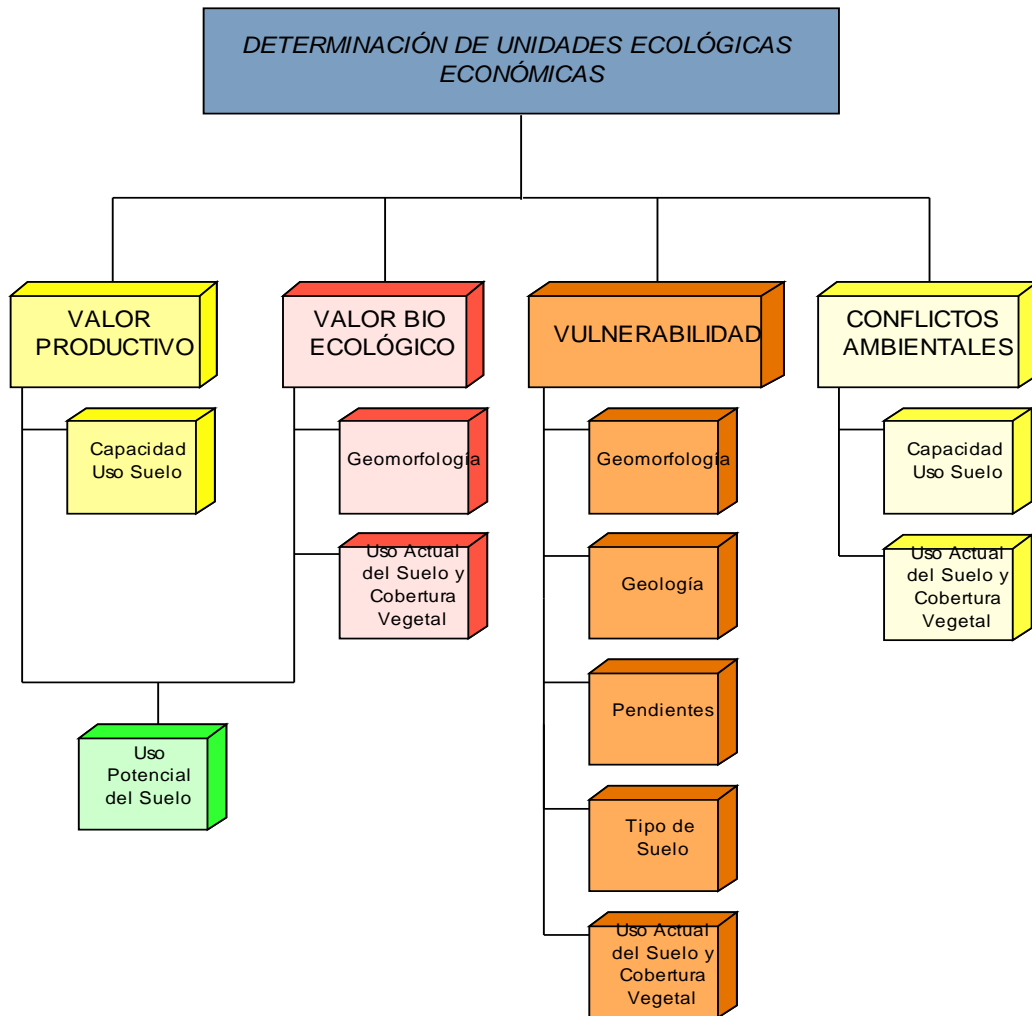 DETERMINACIÓN DE UNIDADES ECOLÓGICAS
ECONÓMICAS
VALOR
PRODUCTIVO
VALOR BIO
ECOLÓGICO
VULNERABILIDAD
CONFLICTOS
AMBIENTALES
Capacidad
Uso Suelo
Uso
Potencial
del Suelo
Geomorfología
Uso Actual
del Suelo y
Cobertura
Vegetal
Geomorfología
Geología
Pendientes
Tipo de
Suelo
Uso Actual
del Suelo y
Cobertura
Vegetal
Capacidad
Uso Suelo
Uso Actual
del Suelo y
Cobertura
Vegetal